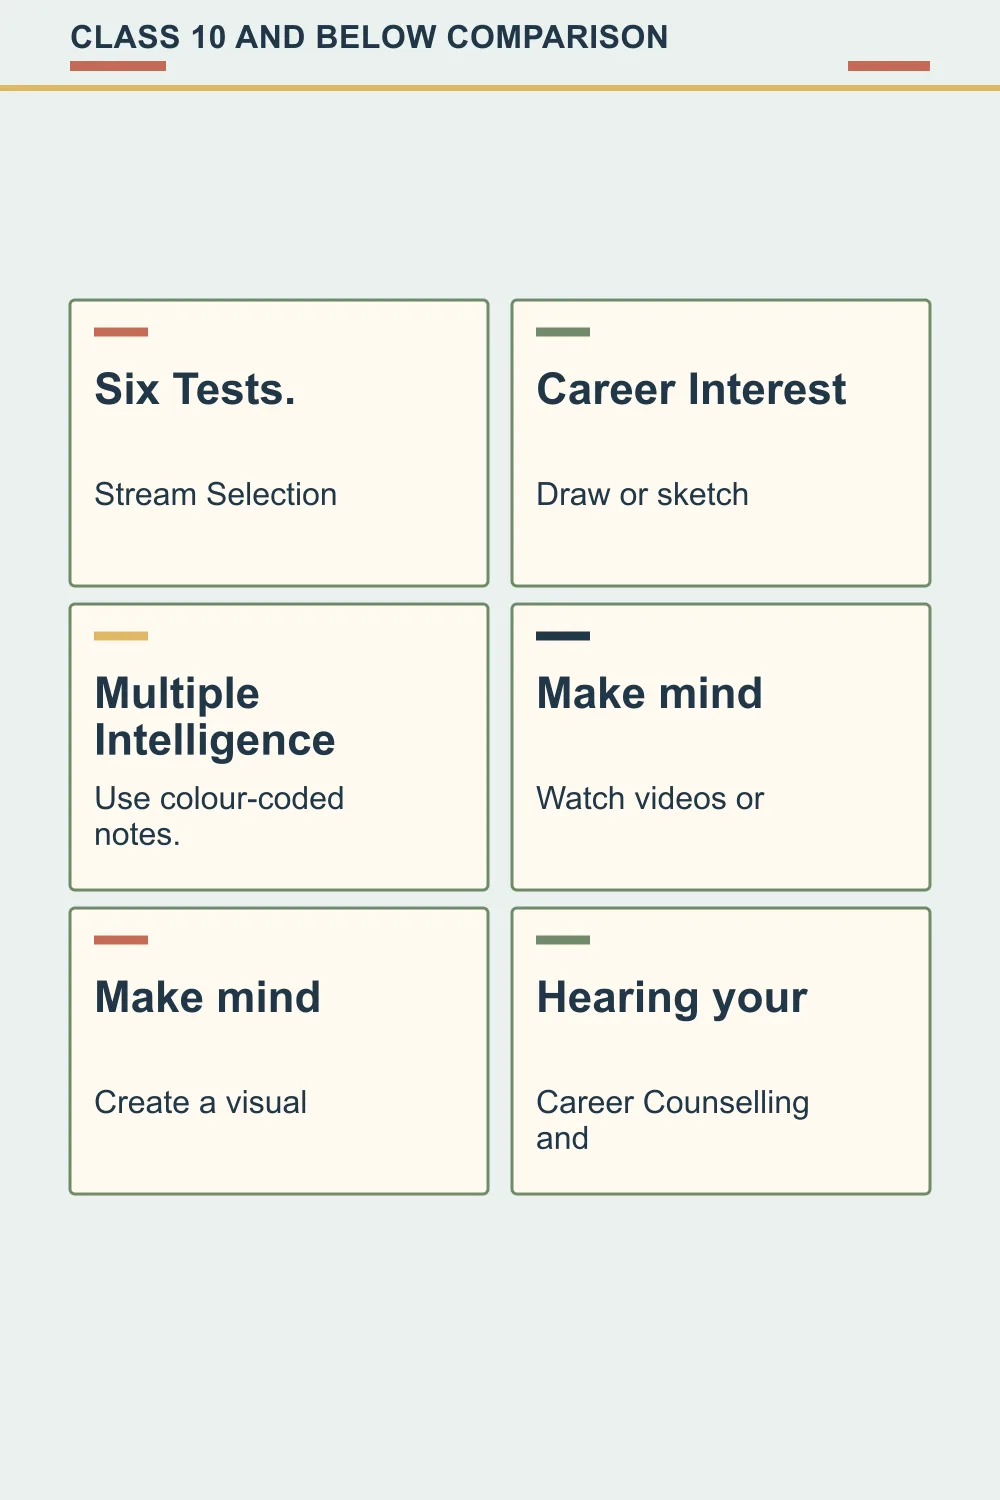 CLASS 10 AND BELOW COMPARISON
Six Tests.
Stream Selection
Career Interest
Draw or sketch
Multiple
Intelligence
Use colour-coded
notes.
Make mind
Watch videos or
Make mind
Create a visual
Hearing your
Career Counselling
and